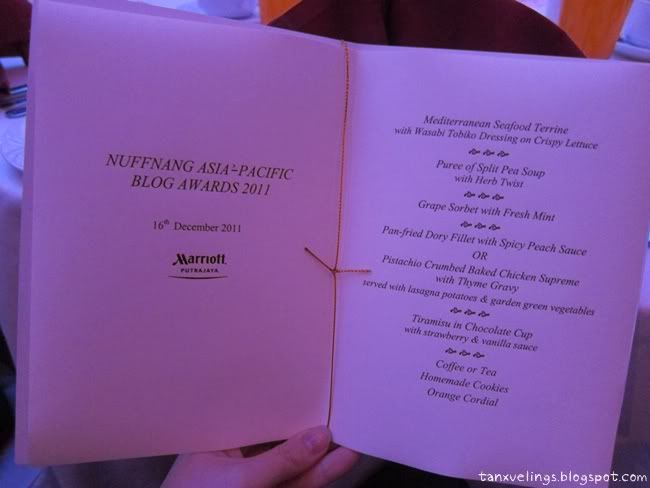 NUFFNANG ASIA-PACIFIC
BLOG AWARDS 2011
16th December 2011
Marriott
PUTRAJAYA
Mediterranean Seafood Terrine
with Wasabi Tobiko Dressing on Crispy Lettuce
Puree of Split Pea Soup
with Herb Twist
Grape Sorbet with Fresh Mint
Pan-fried Dory Fillet with Spicy Peach Sauce
OR
Pistachio Crumbed Baked Chicken Supreme
with Thyme Gravy
served with lasagna potatoes & garden green vegetables
Tiramisu in Chocolate Cup
with strawberry & vanilla sauce
Coffee or Tea
Homemade Cookies
Orange Cordial
tanxvelings.blogspot.com